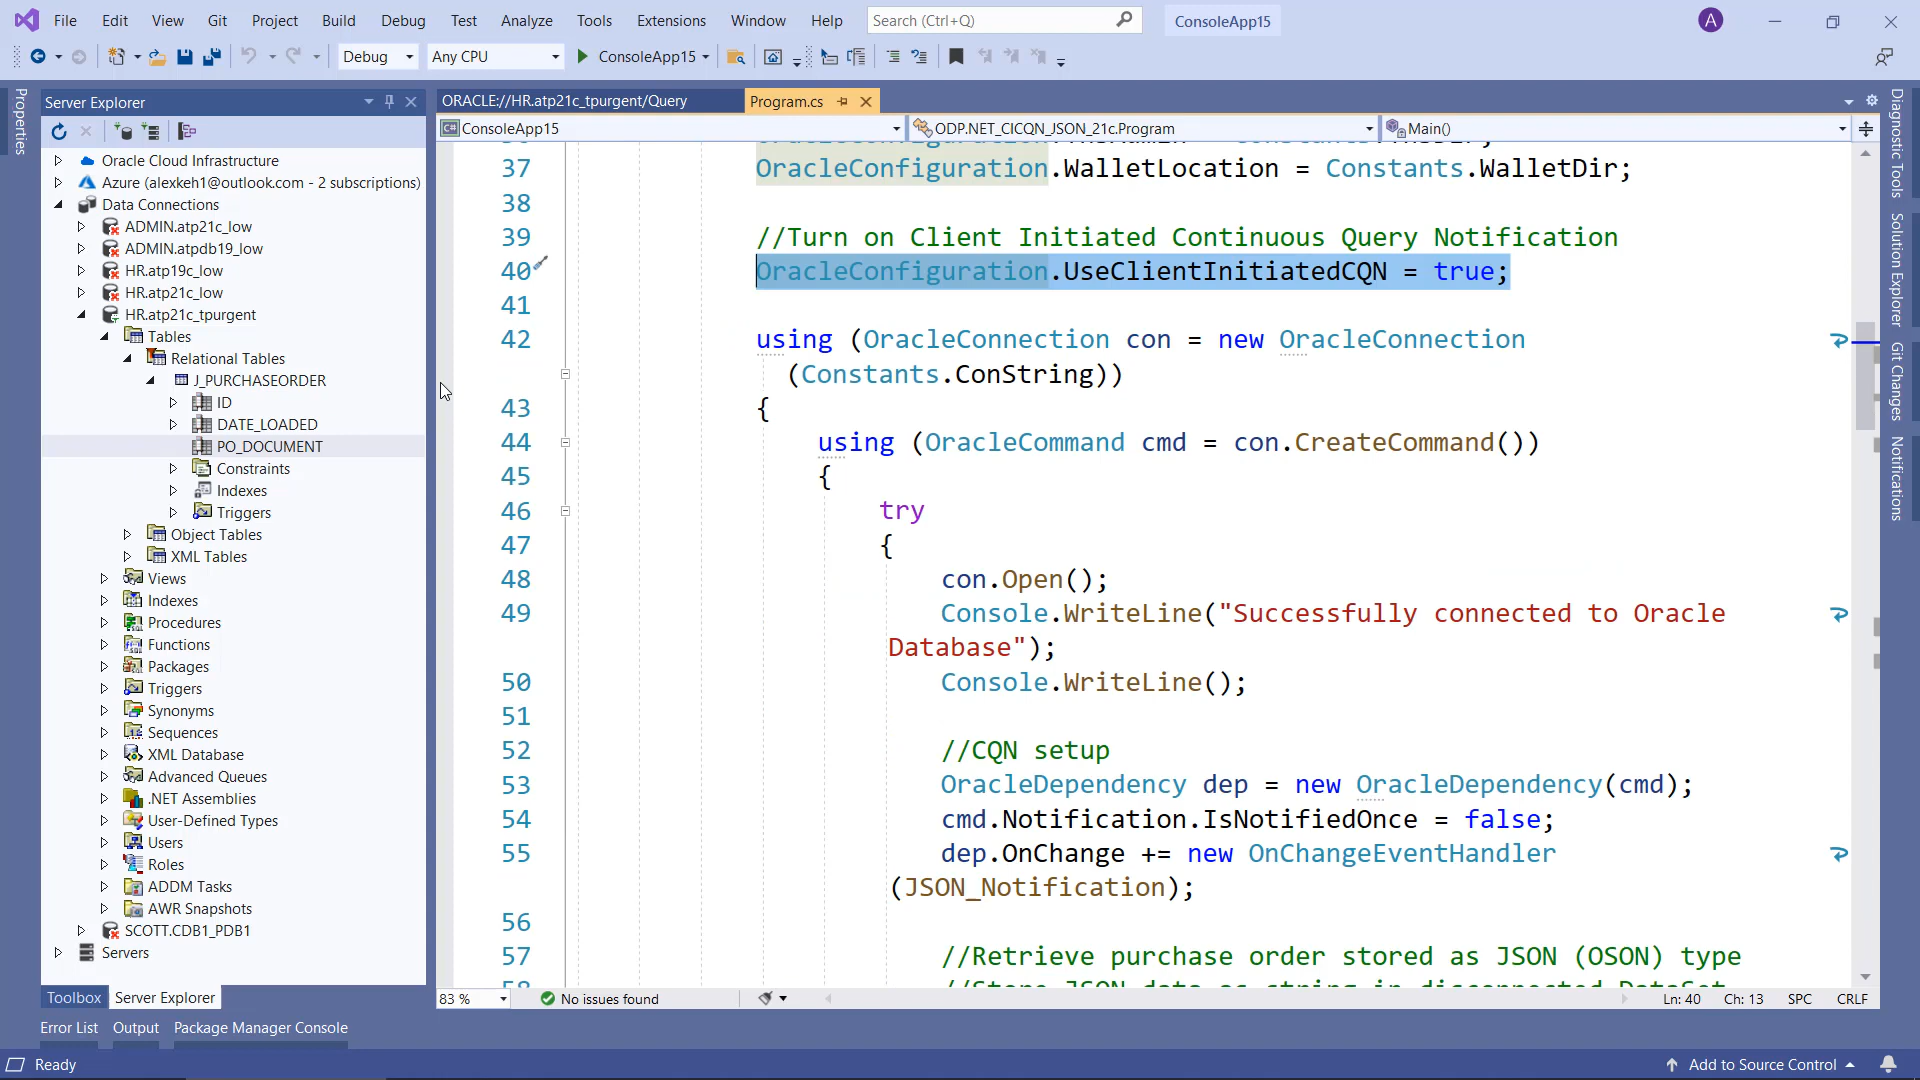 File Edit View Git Project Build Debug Test Analyze Tools Extensions Window Help Search (Ctrl+Q) ConsoleApp15 A
Debug Any CPU ConsoleApp15
Properties
Server Explorer
Oracle Cloud Infrastructure
Azure (alexkeh1@outlook.com - 2 subscriptions)
Data Connections
ADMIN.atp21c_low
ADMIN.atpdb19_low
HR.atp19c_low
HR.atp21c_low
HR.atp21c_tpurgent
Tables
Relational Tables
J_PURCHASEORDER
ID
DATE_LOADED
PO_DOCUMENT
Constraints
Indexes
Triggers
Object Tables
XML Tables
Views
Indexes
Procedures
Functions
Packages
Triggers
Synonyms
Sequences
XML Database
Advanced Queues
.NET Assemblies
User-Defined Types
Users
Roles
ADDM Tasks
AWR Snapshots
SCOTT.CDB1_PDB1
Servers
Toolbox Server Explorer
ORACLE://HR.atp21c_tpurgent/Query Program.cs
ConsoleApp15 ODP.NET_CICQN_JSON_21c.Program Main()
37 OracleConfiguration.WalletLocation = Constants.WalletDir;
38
39 //Turn on Client Initiated Continuous Query Notification
40 OracleConfiguration.UseClientInitiatedCQN = true;
41
42 using (OracleConnection con = new OracleConnection
(Constants.ConString))
43 {
44 using (OracleCommand cmd = con.CreateCommand())
45 {
46 try
47 {
48 con.Open();
49 Console.WriteLine("Successfully connected to Oracle
Database");
50 Console.WriteLine();
51
52 //CQN setup
53 OracleDependency dep = new OracleDependency(cmd);
54 cmd.Notification.IsNotifiedOnce = false;
55 dep.OnChange += new OnChangeEventHandler
(JSON_Notification);
56
57 //Retrieve purchase order stored as JSON (OSON) type
83 % No issues found Ln: 40 Ch: 13 SPC CRLF
Diagnostic Tools
Solution Explorer
Git Changes
Notifications
Error List Output Package Manager Console
Ready Add to Source Control